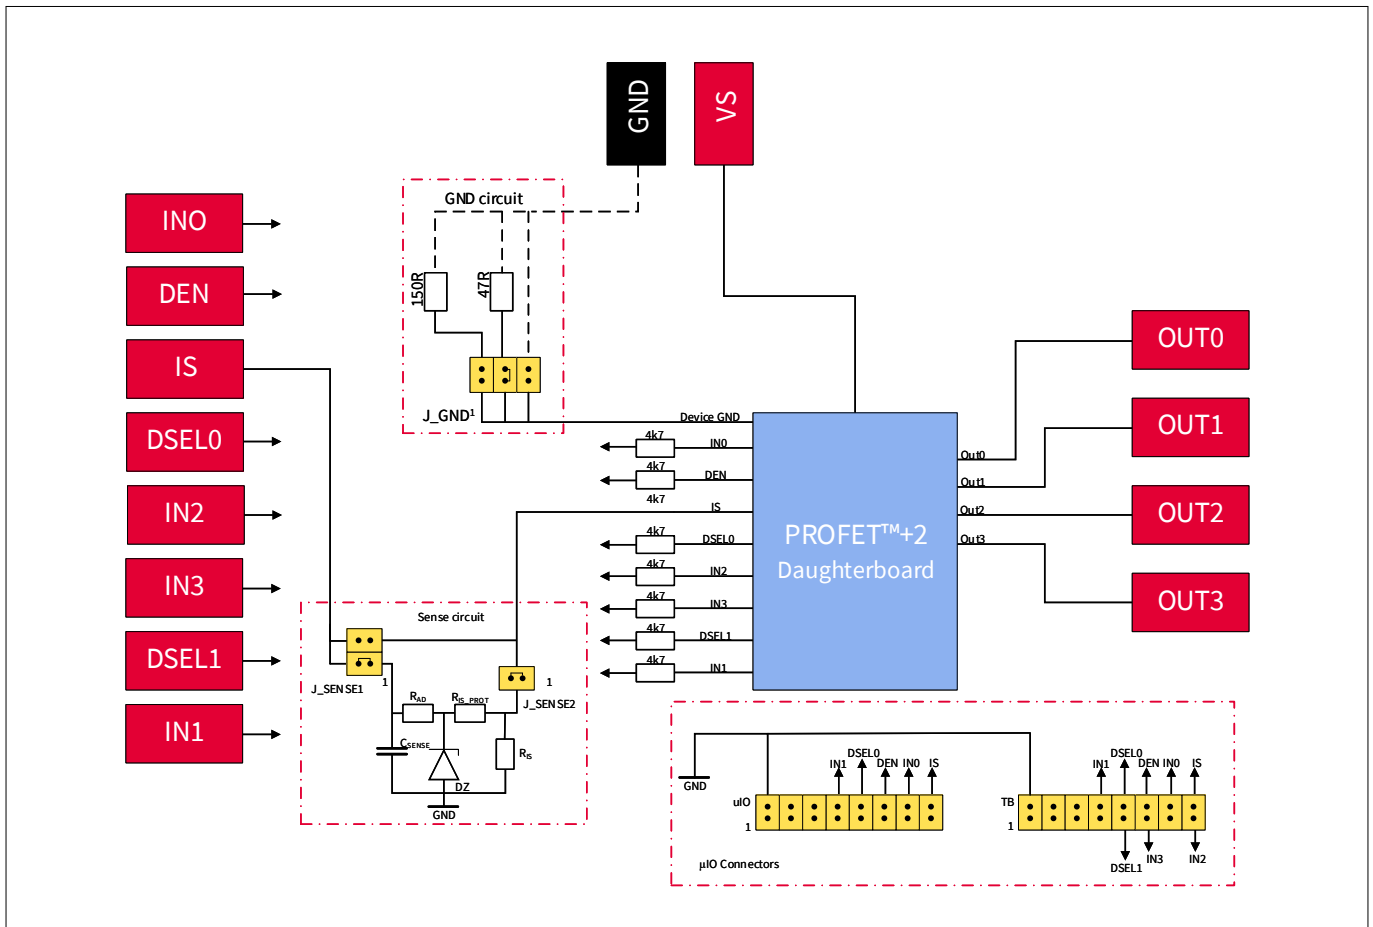 GND
VS
GND circuit
INO
DEN
IS
DSEL0
IN2
IN3
DSEL1
IN1
150R
47R
J_GND¹
Device GND
4k7
IN0
4k7
DEN
4k7
IS
4k7
DSEL0
4k7
IN2
4k7
IN3
4k7
DSEL1
4k7
IN1
PROFET™+2
Daughterboard
Out0
Out1
Out2
Out3
OUT0
OUT1
OUT2
OUT3
Sense circuit
J_SENSE1
1
1
J_SENSE2
RAD
RIS_PROT
CSENSE
RIS
DZ
GND
GND
DSEL0
IN1
DEN
IN0
IS
uIO
1
DSEL0
IN1
DEN
IN0
IS
TB
1
DSEL1
IN3
IN2
µIO Connectors